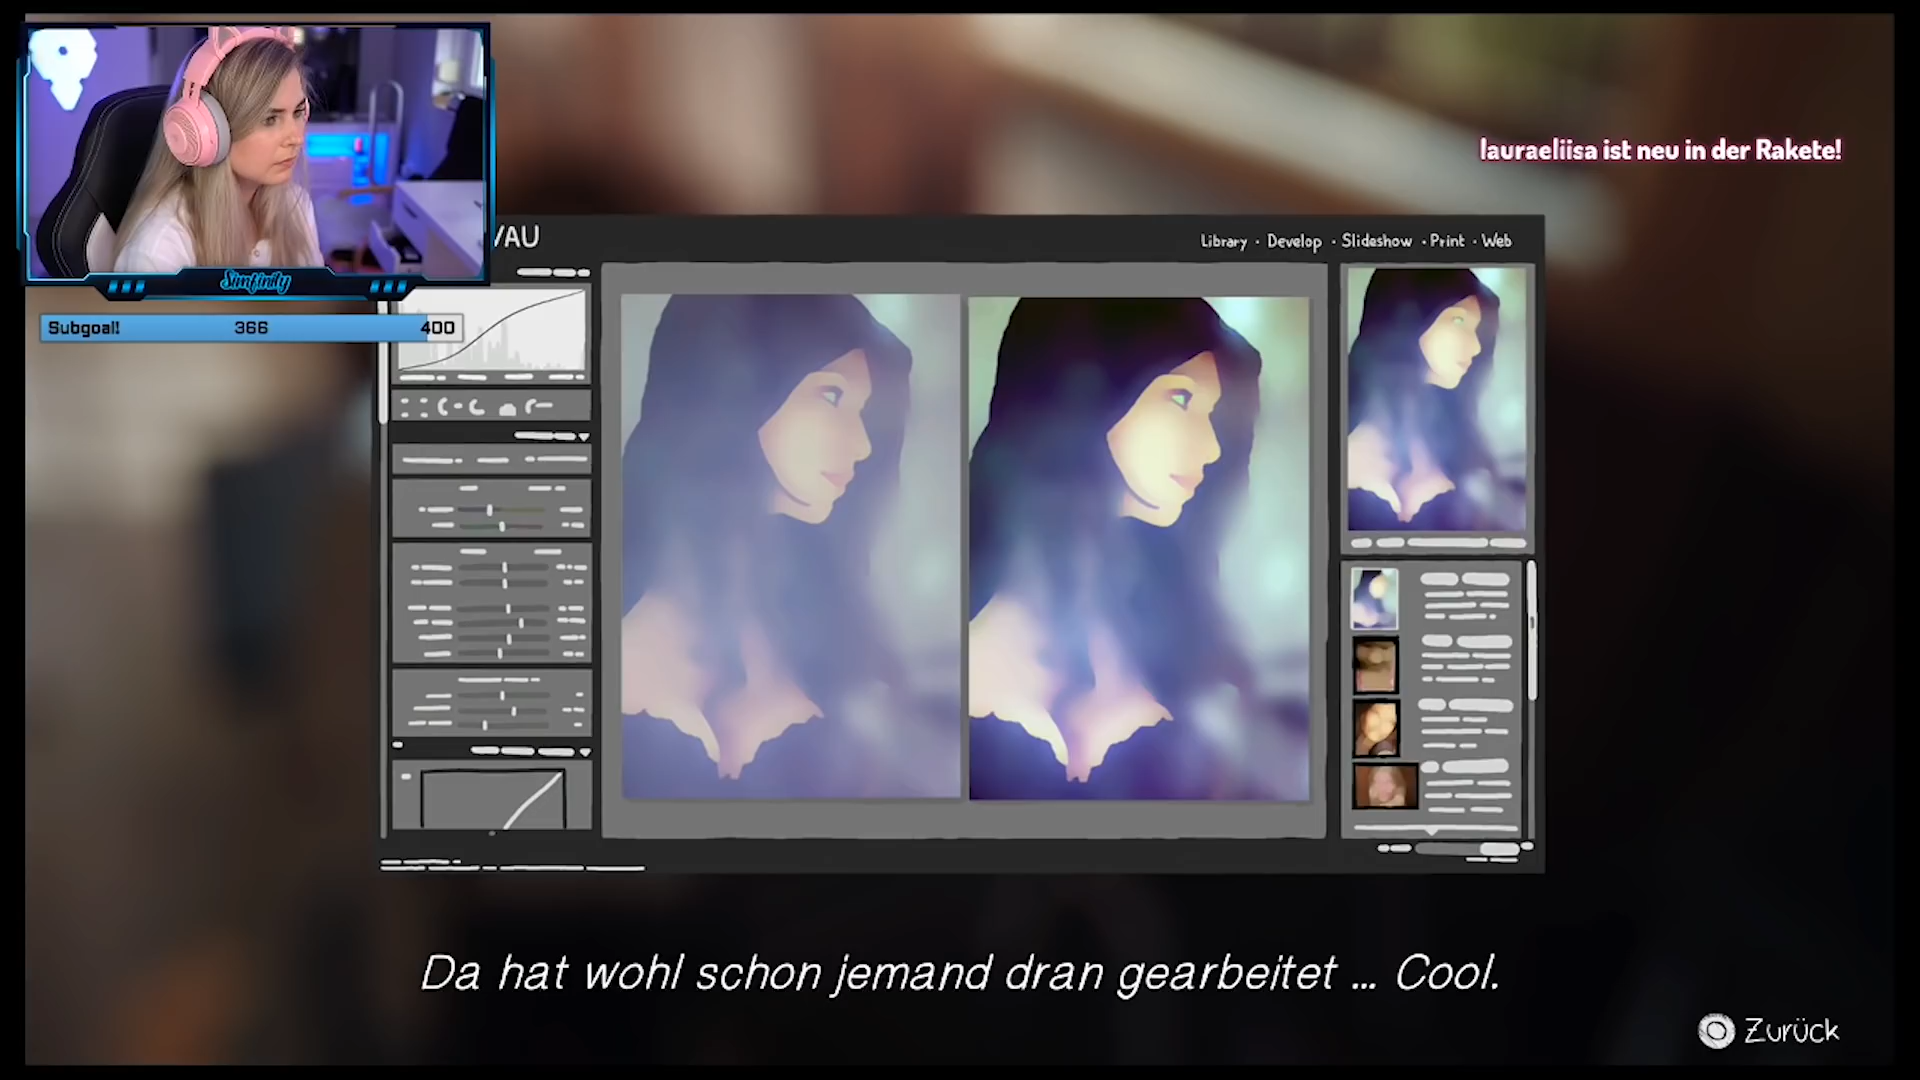 Simfinity
Subgoal! 366 400
lauraeliisa ist neu in der Rakete!
VAU
Library · Develop · Slideshow · Print · Web
Da hat wohl schon jemand dran gearbeitet ... Cool.
Zurück